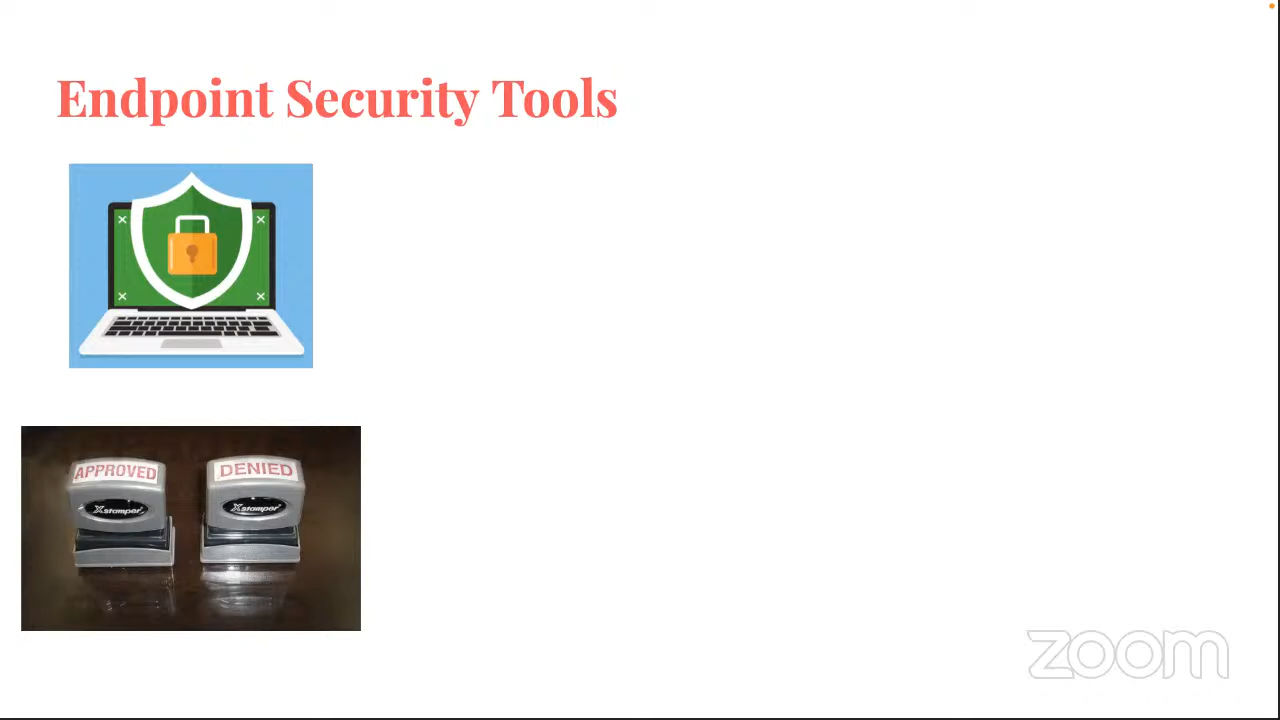 Endpoint Security Tools
APPROVED
DENIED
Xstamper
Xstamper
zoom